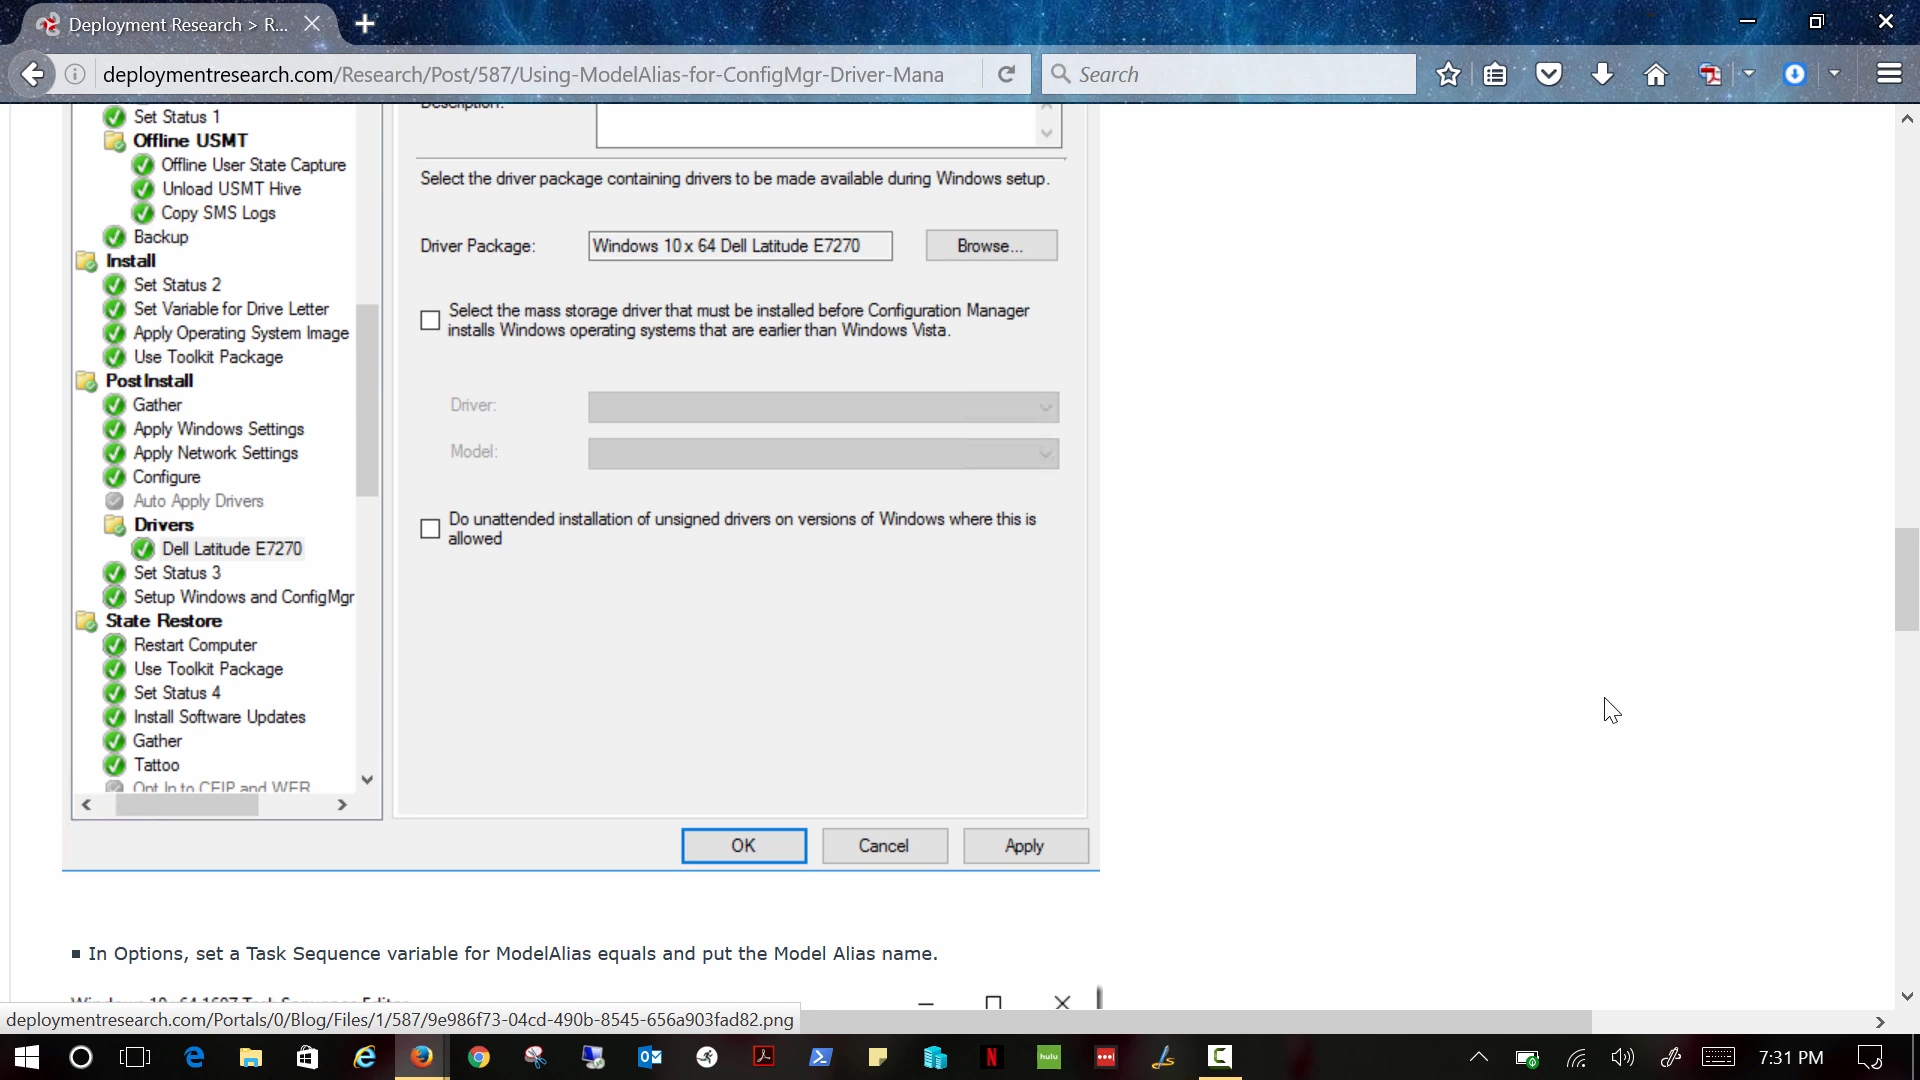 Deployment Research > R...
deploymentresearch.com/Research/Post/587/Using-ModelAlias-for-ConfigMgr-Driver-Mana
Search
Description:
Set Status 1
Offline USMT
Offline User State Capture
Unload USMT Hive
Copy SMS Logs
Backup
Install
Set Status 2
Set Variable for Drive Letter
Apply Operating System Image
Use Toolkit Package
PostInstall
Gather
Apply Windows Settings
Apply Network Settings
Configure
Auto Apply Drivers
Drivers
Dell Latitude E7270
Set Status 3
Setup Windows and ConfigMgr
State Restore
Restart Computer
Use Toolkit Package
Set Status 4
Install Software Updates
Gather
Tattoo
Opt In to CEIP and WER
Select the driver package containing drivers to be made available during Windows setup.
Driver Package:
Windows 10 x 64 Dell Latitude E7270
Browse...
Select the mass storage driver that must be installed before Configuration Manager
installs Windows operating systems that are earlier than Windows Vista.
Driver:
Model:
Do unattended installation of unsigned drivers on versions of Windows where this is
allowed
OK
Cancel
Apply
In Options, set a Task Sequence variable for ModelAlias equals and put the Model Alias name.
deploymentresearch.com/Portals/0/Blog/Files/1/587/9e986f73-04cd-490b-8545-656a903fad82.png
hulu
7:31 PM